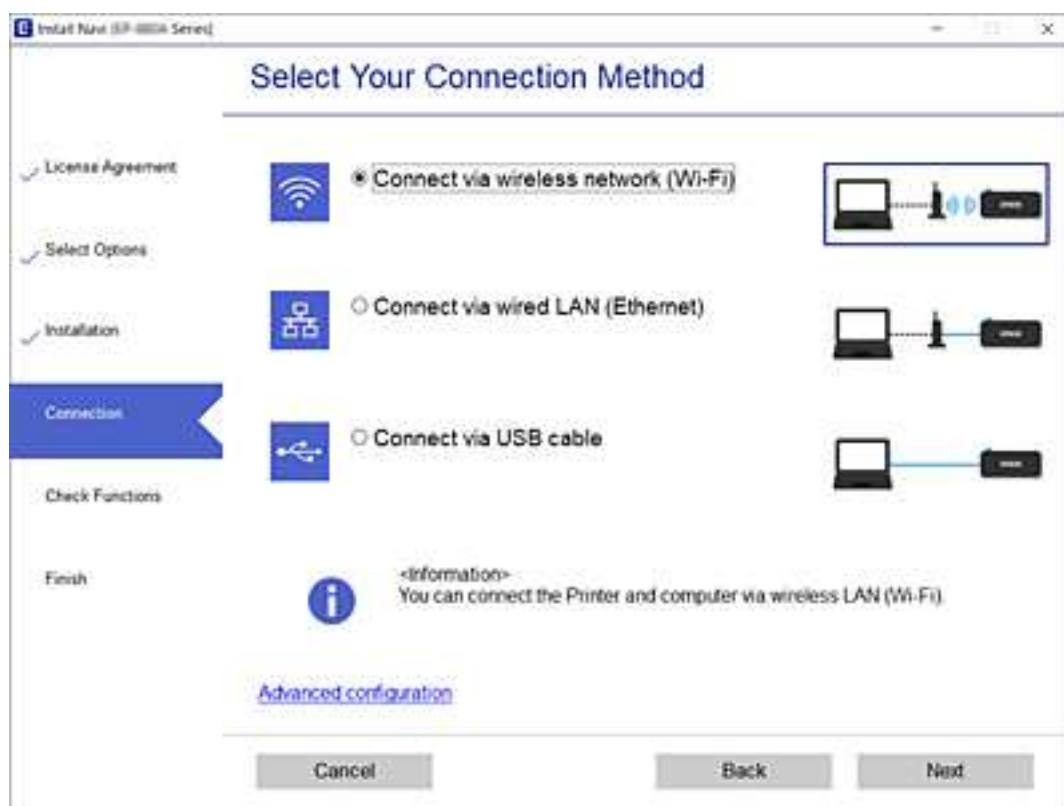 Install Navi Series]
Select Your Connection Method
License Agreement
Select Options
Installation
Connection
Check Functions
Finish
Connect via wireless network (Wi-Fi)
Connect via wired LAN (Ethernet)
Connect via USB cable
<Information>
You can connect the Printer and computer via wireless LAN (Wi-Fi).
Advanced configuration
Cancel
Back
Next